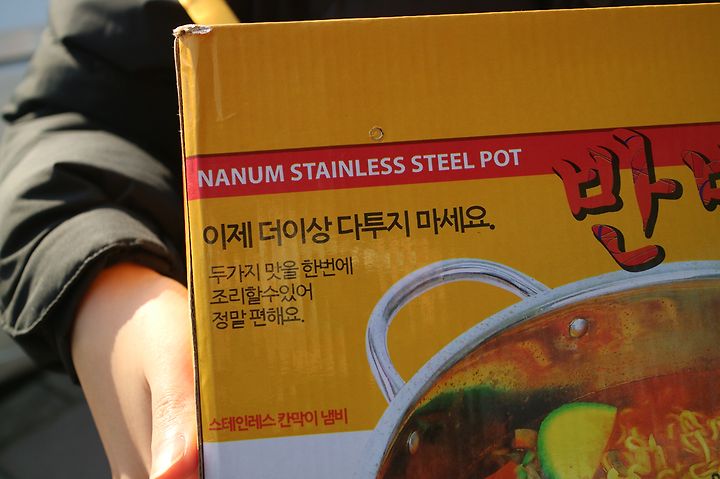 NANUM STAINLESS STEEL POT
반
이제 더이상 다투지 마세요.
두가지 맛을 한번에
조리할수있어
정말 편해요.
스테인레스 칸막이 냄비